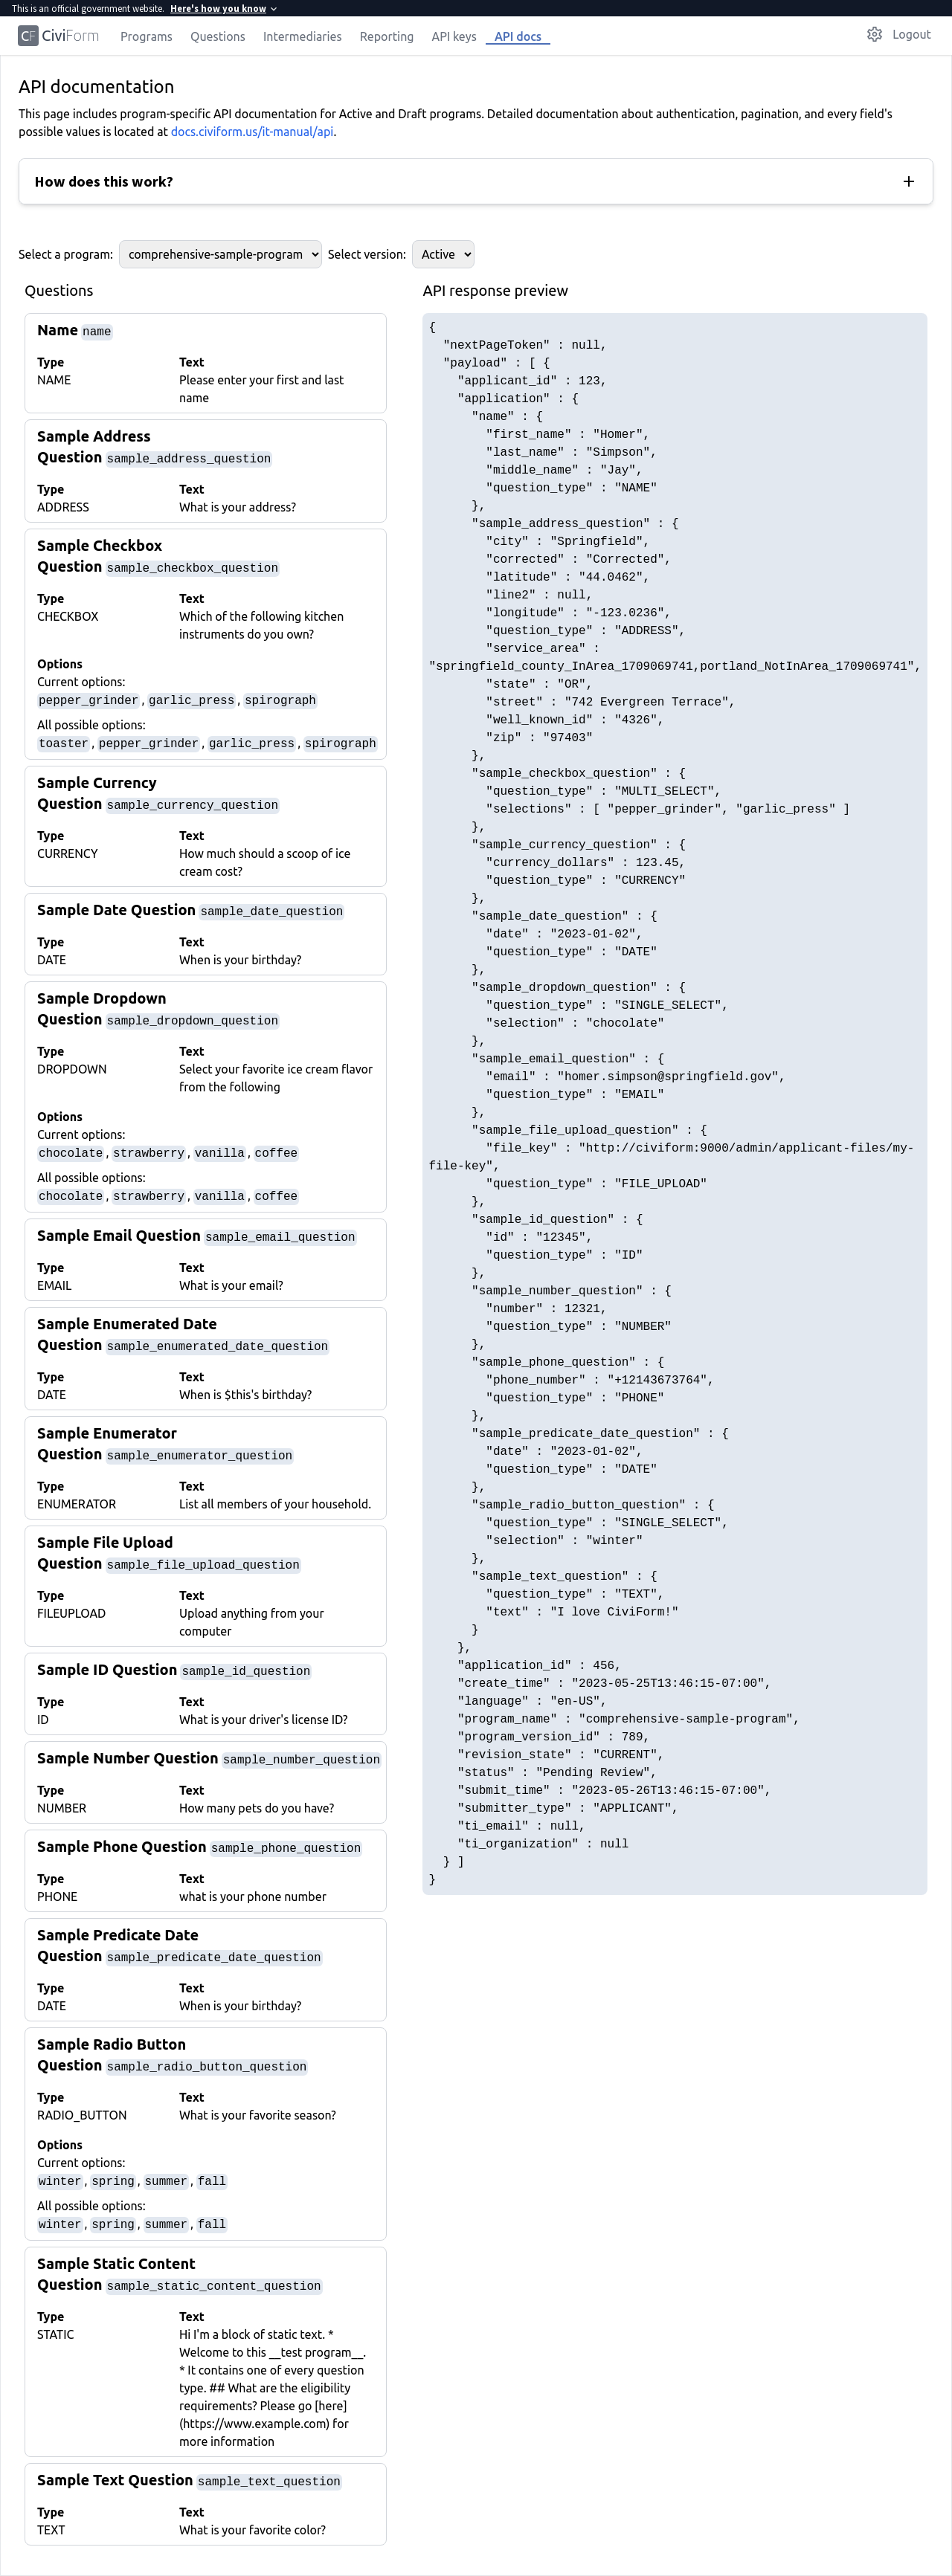 This is an official government website. Here's how you know
CF CiviForm Programs Questions Intermediaries Reporting API keys API docs Logout
API documentation
This page includes program-specific API documentation for Active and Draft programs. Detailed documentation about authentication, pagination, and every field's
possible values is located at docs.civiform.us/it-manual/api.
How does this work? +
Select a program: comprehensive-sample-program Select version: Active
Questions
Name name
Type Text
NAME Please enter your first and last
name
Sample Address
Question sample_address_question
Type Text
ADDRESS What is your address?
Sample Checkbox
Question sample_checkbox_question
Type Text
CHECKBOX Which of the following kitchen
instruments do you own?
Options
Current options:
pepper_grinder , garlic_press , spirograph
All possible options:
toaster , pepper_grinder , garlic_press , spirograph
Sample Currency
Question sample_currency_question
Type Text
CURRENCY How much should a scoop of ice
cream cost?
Sample Date Question sample_date_question
Type Text
DATE When is your birthday?
Sample Dropdown
Question sample_dropdown_question
Type Text
DROPDOWN Select your favorite ice cream flavor
from the following
Options
Current options:
chocolate , strawberry , vanilla , coffee
All possible options:
chocolate , strawberry , vanilla , coffee
Sample Email Question sample_email_question
Type Text
EMAIL What is your email?
Sample Enumerated Date
Question sample_enumerated_date_question
Type Text
DATE When is $this's birthday?
Sample Enumerator
Question sample_enumerator_question
Type Text
ENUMERATOR List all members of your household.
Sample File Upload
Question sample_file_upload_question
Type Text
FILEUPLOAD Upload anything from your
computer
Sample ID Question sample_id_question
Type Text
ID What is your driver's license ID?
Sample Number Question sample_number_question
Type Text
NUMBER How many pets do you have?
Sample Phone Question sample_phone_question
Type Text
PHONE what is your phone number
Sample Predicate Date
Question sample_predicate_date_question
Type Text
DATE When is your birthday?
Sample Radio Button
Question sample_radio_button_question
Type Text
RADIO_BUTTON What is your favorite season?
Options
Current options:
winter , spring , summer , fall
All possible options:
winter , spring , summer , fall
Sample Static Content
Question sample_static_content_question
Type Text
STATIC Hi I'm a block of static text. *
Welcome to this __test program__.
* It contains one of every question
type. ## What are the eligibility
requirements? Please go [here]
(https://www.example.com) for
more information
Sample Text Question sample_text_question
Type Text
TEXT What is your favorite color?
API response preview
{
"nextPageToken" : null,
"payload" : [ {
"applicant_id" : 123,
"application" : {
"name" : {
"first_name" : "Homer",
"last_name" : "Simpson",
"middle_name" : "Jay",
"question_type" : "NAME"
},
"sample_address_question" : {
"city" : "Springfield",
"corrected" : "Corrected",
"latitude" : "44.0462",
"line2" : null,
"longitude" : "-123.0236",
"question_type" : "ADDRESS",
"service_area" :
"springfield_county_InArea_1709069741,portland_NotInArea_1709069741",
"state" : "OR",
"street" : "742 Evergreen Terrace",
"well_known_id" : "4326",
"zip" : "97403"
},
"sample_checkbox_question" : {
"question_type" : "MULTI_SELECT",
"selections" : [ "pepper_grinder", "garlic_press" ]
},
"sample_currency_question" : {
"currency_dollars" : 123.45,
"question_type" : "CURRENCY"
},
"sample_date_question" : {
"date" : "2023-01-02",
"question_type" : "DATE"
},
"sample_dropdown_question" : {
"question_type" : "SINGLE_SELECT",
"selection" : "chocolate"
},
"sample_email_question" : {
"email" : "homer.simpson@springfield.gov",
"question_type" : "EMAIL"
},
"sample_file_upload_question" : {
"file_key" : "http://civiform:9000/admin/applicant-files/my-
file-key",
"question_type" : "FILE_UPLOAD"
},
"sample_id_question" : {
"id" : "12345",
"question_type" : "ID"
},
"sample_number_question" : {
"number" : 12321,
"question_type" : "NUMBER"
},
"sample_phone_question" : {
"phone_number" : "+12143673764",
"question_type" : "PHONE"
},
"sample_predicate_date_question" : {
"date" : "2023-01-02",
"question_type" : "DATE"
},
"sample_radio_button_question" : {
"question_type" : "SINGLE_SELECT",
"selection" : "winter"
},
"sample_text_question" : {
"question_type" : "TEXT",
"text" : "I love CiviForm!"
}
},
"application_id" : 456,
"create_time" : "2023-05-25T13:46:15-07:00",
"language" : "en-US",
"program_name" : "comprehensive-sample-program",
"program_version_id" : 789,
"revision_state" : "CURRENT",
"status" : "Pending Review",
"submit_time" : "2023-05-26T13:46:15-07:00",
"submitter_type" : "APPLICANT",
"ti_email" : null,
"ti_organization" : null
} ]
}